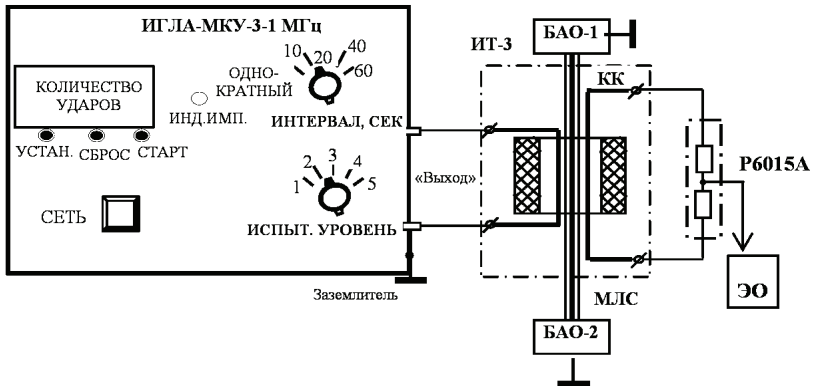 ИГЛА-МКУ-3-1 МГц
КОЛИЧЕСТВО
УДАРОВ
УСТАН. СБРОС СТАРТ
ИНД.ИМП.
ОДНО-
КРАТНЫЙ
10 20 40
60
ИНТЕРВАЛ, СЕК
1 2 3 4 5
ИСПЫТ. УРОВЕНЬ
СЕТЬ
«Выход»
Заземлитель
ИТ-3
БАО-1
КК
МЛС
БАО-2
Р6015А
ЭО